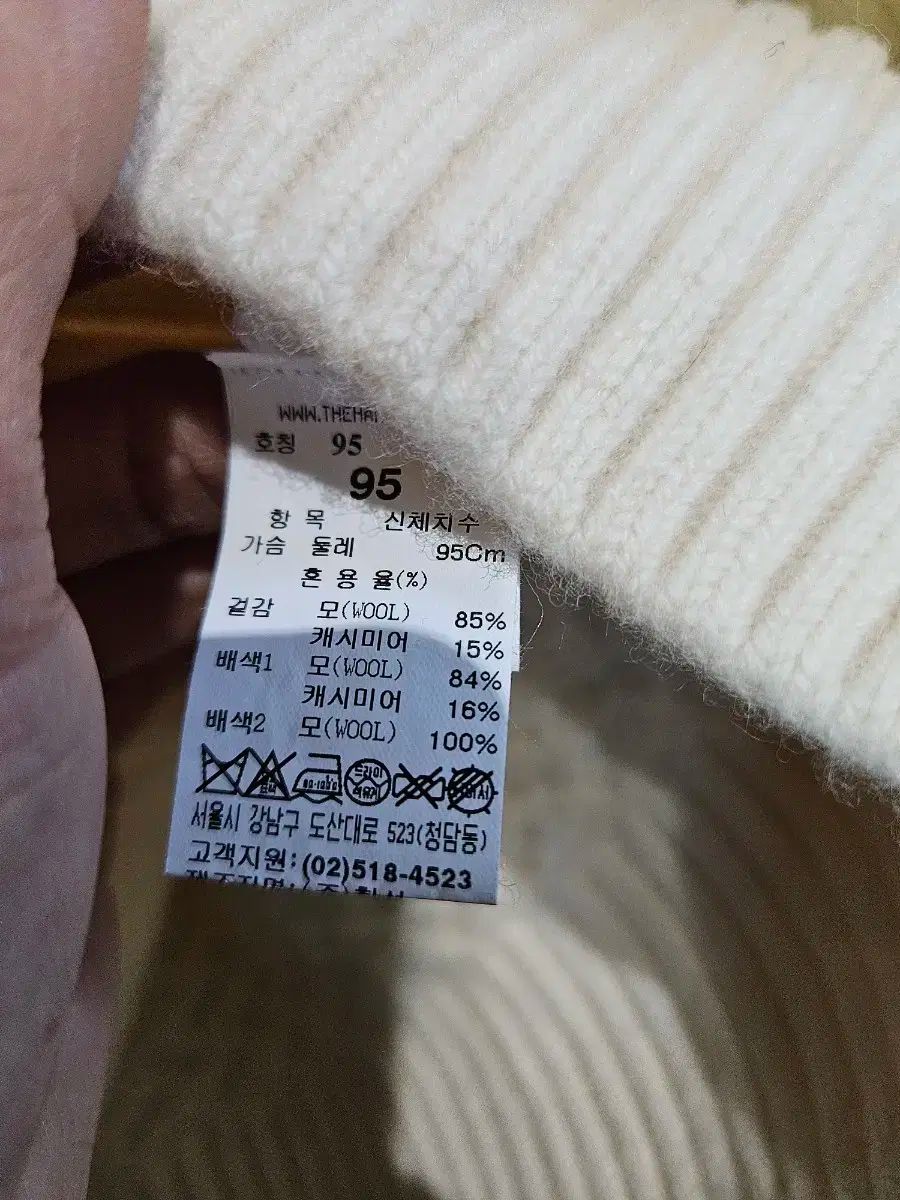 WWW.THEHA
호칭 95
95
항 목 신체치수
가슴 둘레 95Cm
혼 용 율(%)
겉감 모(WOOL) 85%
캐시미어 15%
배색1 모(WOOL) 84%
캐시미어 16%
배색2 모(WOOL) 100%
드라이
서울시 강남구 도산대로 523(청담동)
고객지원:(02)518-4523